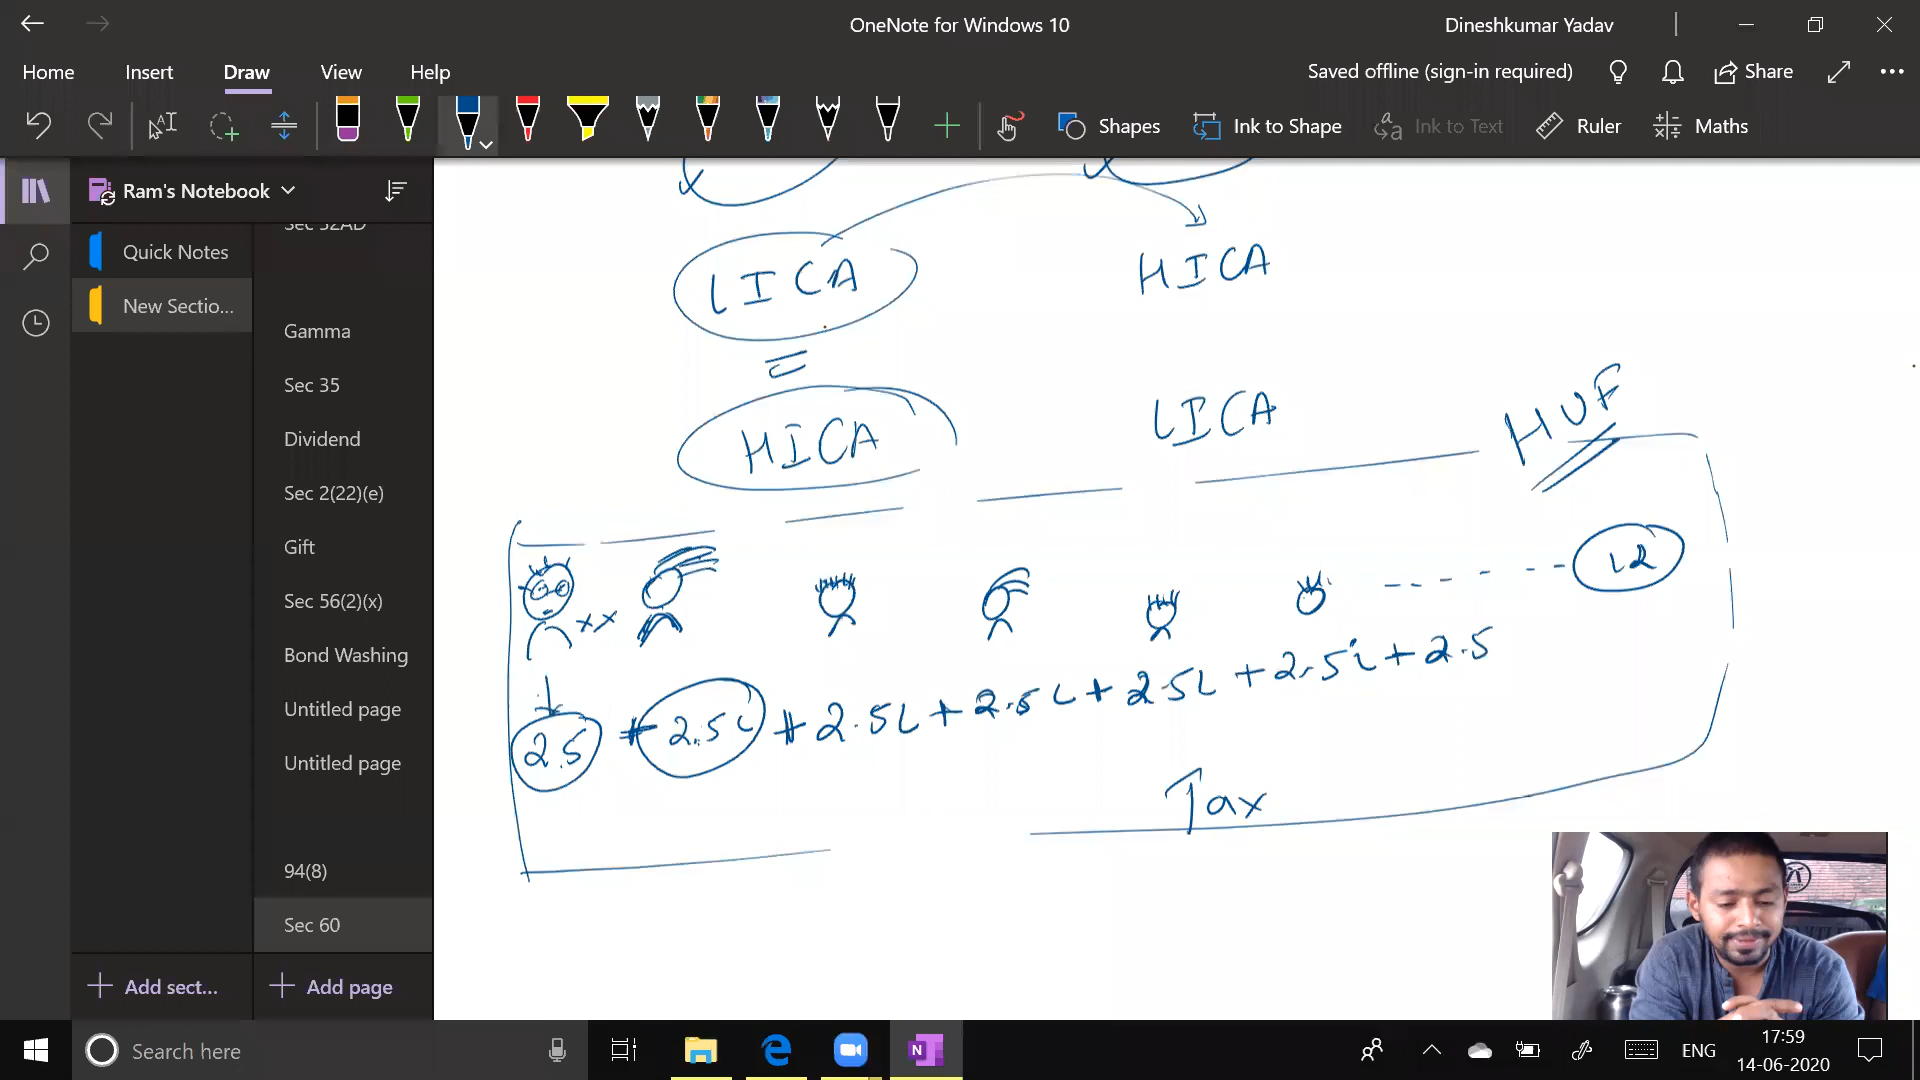 OneNote for Windows 10
Dineshkumar Yadav
Home Insert Draw View Help
Saved offline (sign-in required)
Share
Shapes Ink to Shape Ink to Text Ruler Maths
Ram's Notebook
Quick Notes
New Sectio...
Sec 32AD
Gamma
Sec 35
Dividend
Sec 2(22)(e)
Gift
Sec 56(2)(x)
Bond Washing
Untitled page
Untitled page
94(8)
Sec 60
Add sect...
Add page
LICA HICA
=
HICA LICA HUF
xx - - - - - - 12
2.5 + 2.5L + 2.5L + 2.5L + 2.5L + 2.5L + 2.5
Tax
Search here
ENG
17:59
14-06-2020